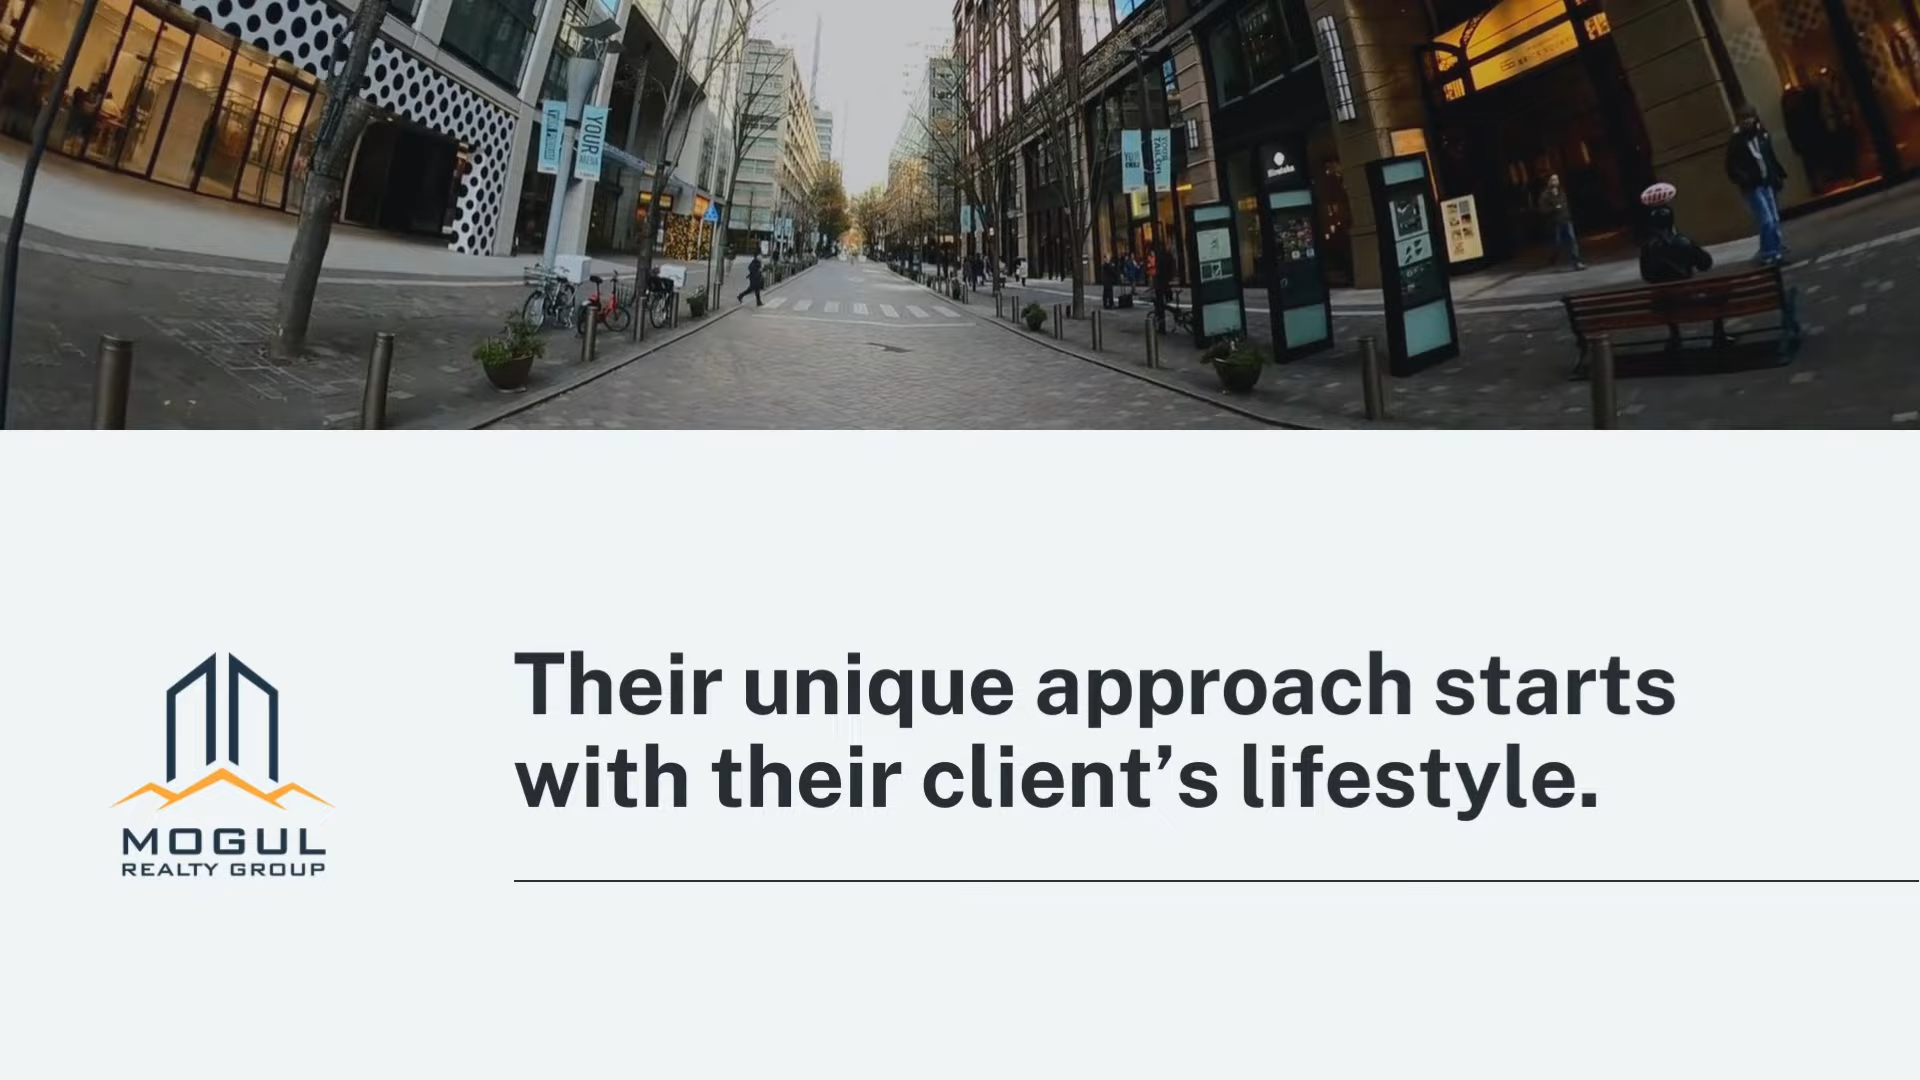 YOUR
Their unique approach starts
with their client’s lifestyle.
MOGUL
REALTY GROUP